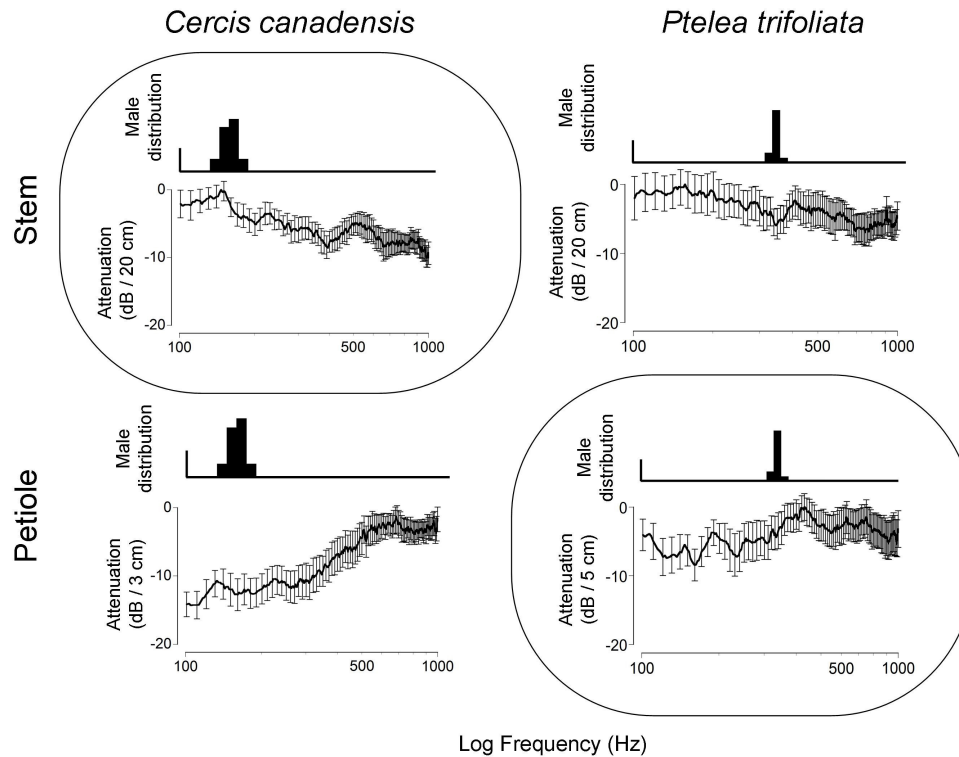 Cercis canadensis
Ptelea trifoliata
Stem
Male
distribution
Attenuation
(dB / 20 cm)
0
-10
-20
100
500
1000
Male
distribution
Attenuation
(dB / 20 cm)
0
-10
-20
100
500
1000
Petiole
Male
distribution
Attenuation
(dB / 3 cm)
0
-10
-20
100
500
1000
Male
distribution
Attenuation
(dB / 5 cm)
0
-10
-20
100
500
1000
Log Frequency (Hz)